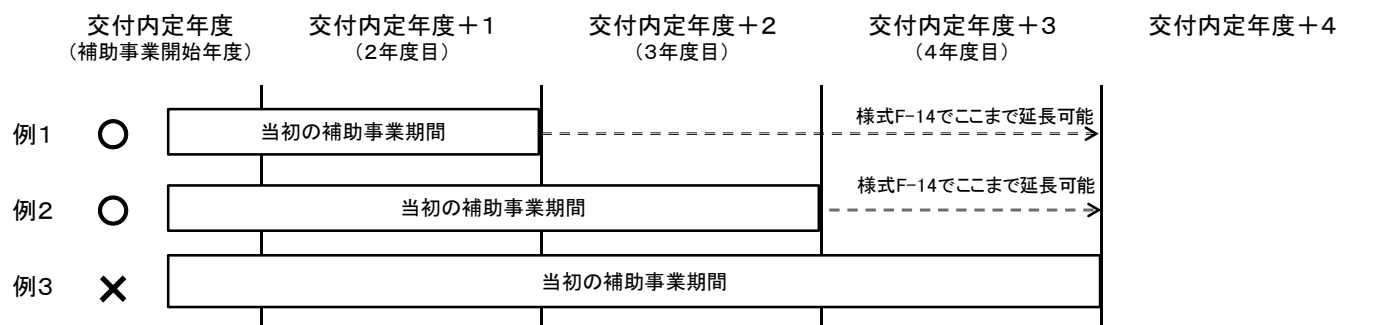 交付内定年度 交付内定年度+1 交付内定年度+2 交付内定年度+3 交付内定年度+4
(補助事業開始年度) (2年度目) (3年度目) (4年度目)
様式F-14でここまで延長可能
例1 ○ 当初の補助事業期間
様式F-14でここまで延長可能
例2 ○ 当初の補助事業期間
例3 × 当初の補助事業期間